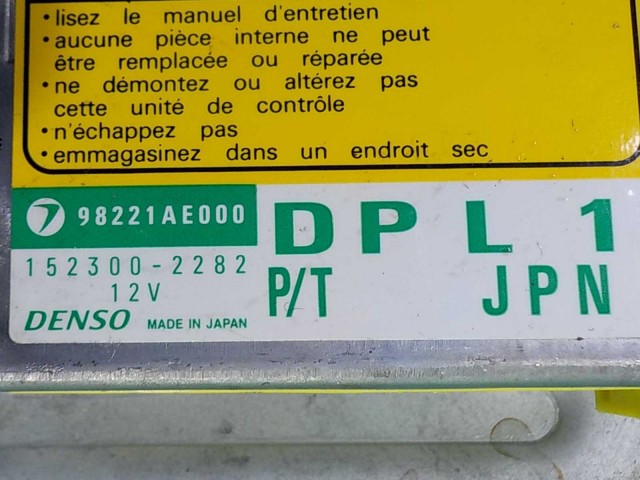 • lisez le manuel d'entretien
• aucune pièce interne ne peut
être remplacée ou réparée
• ne démontez ou altérez pas
cette unité de contrôle
• n'échappez pas
• emmagasinez dans un endroit sec
98221AE000
DPL1
152300-2282
12V
P/T JPN
DENSO MADE IN JAPAN